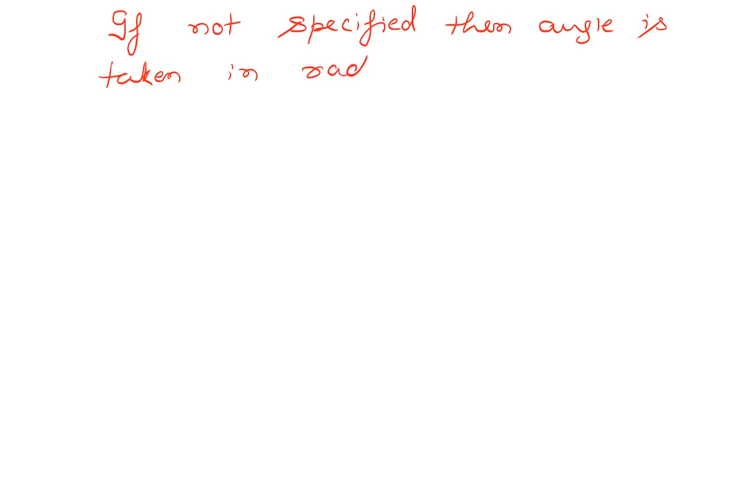 If not specified then angle is
taken in rad